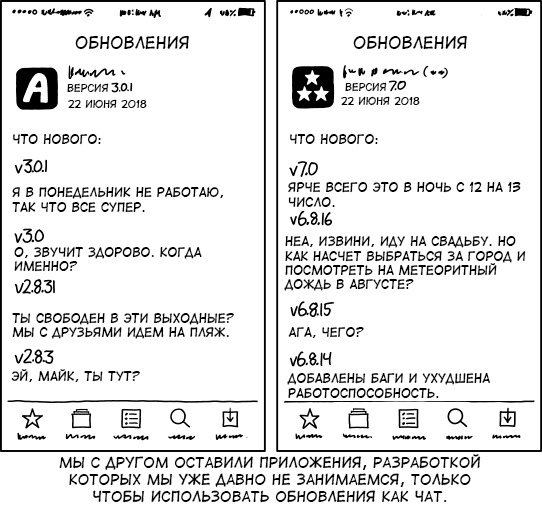 ОБНОВЛЕНИЯ
A
ВЕРСИЯ 3.0.1
22 ИЮНЯ 2018
ЧТО НОВОГО:
v3.0.1
Я В ПОНЕДЕЛЬНИК НЕ РАБОТАЮ,
ТАК ЧТО ВСЕ СУПЕР.
v3.0
О, ЗВУЧИТ ЗДОРОВО. КОГДА
ИМЕННО?
v2.8.31
ТЫ СВОБОДЕН В ЭТИ ВЫХОДНЫЕ?
МЫ С ДРУЗЬЯМИ ИДЕМ НА ПЛЯЖ.
v2.8.3
ЭЙ, МАЙК, ТЫ ТУТ?
ОБНОВЛЕНИЯ
ВЕРСИЯ 7.0
22 ИЮНЯ 2018
ЧТО НОВОГО:
v7.0
ЯРЧЕ ВСЕГО ЭТО В НОЧЬ С 12 НА 13
ЧИСЛО.
v6.8.16
НЕА, ИЗВИНИ, ИДУ НА СВАДЬБУ. НО
КАК НАСЧЕТ ВЫБРАТЬСЯ ЗА ГОРОД И
ПОСМОТРЕТЬ НА МЕТЕОРИТНЫЙ
ДОЖДЬ В АВГУСТЕ?
v6.8.15
АГА, ЧЕГО?
v6.8.14
ДОБАВЛЕНЫ БАГИ И УХУДШЕНА
РАБОТОСПОСОБНОСТЬ.
МЫ С ДРУГОМ ОСТАВИЛИ ПРИЛОЖЕНИЯ, РАЗРАБОТКОЙ
КОТОРЫХ МЫ УЖЕ ДАВНО НЕ ЗАНИМАЕМСЯ, ТОЛЬКО
ЧТОБЫ ИСПОЛЬЗОВАТЬ ОБНОВЛЕНИЯ КАК ЧАТ.